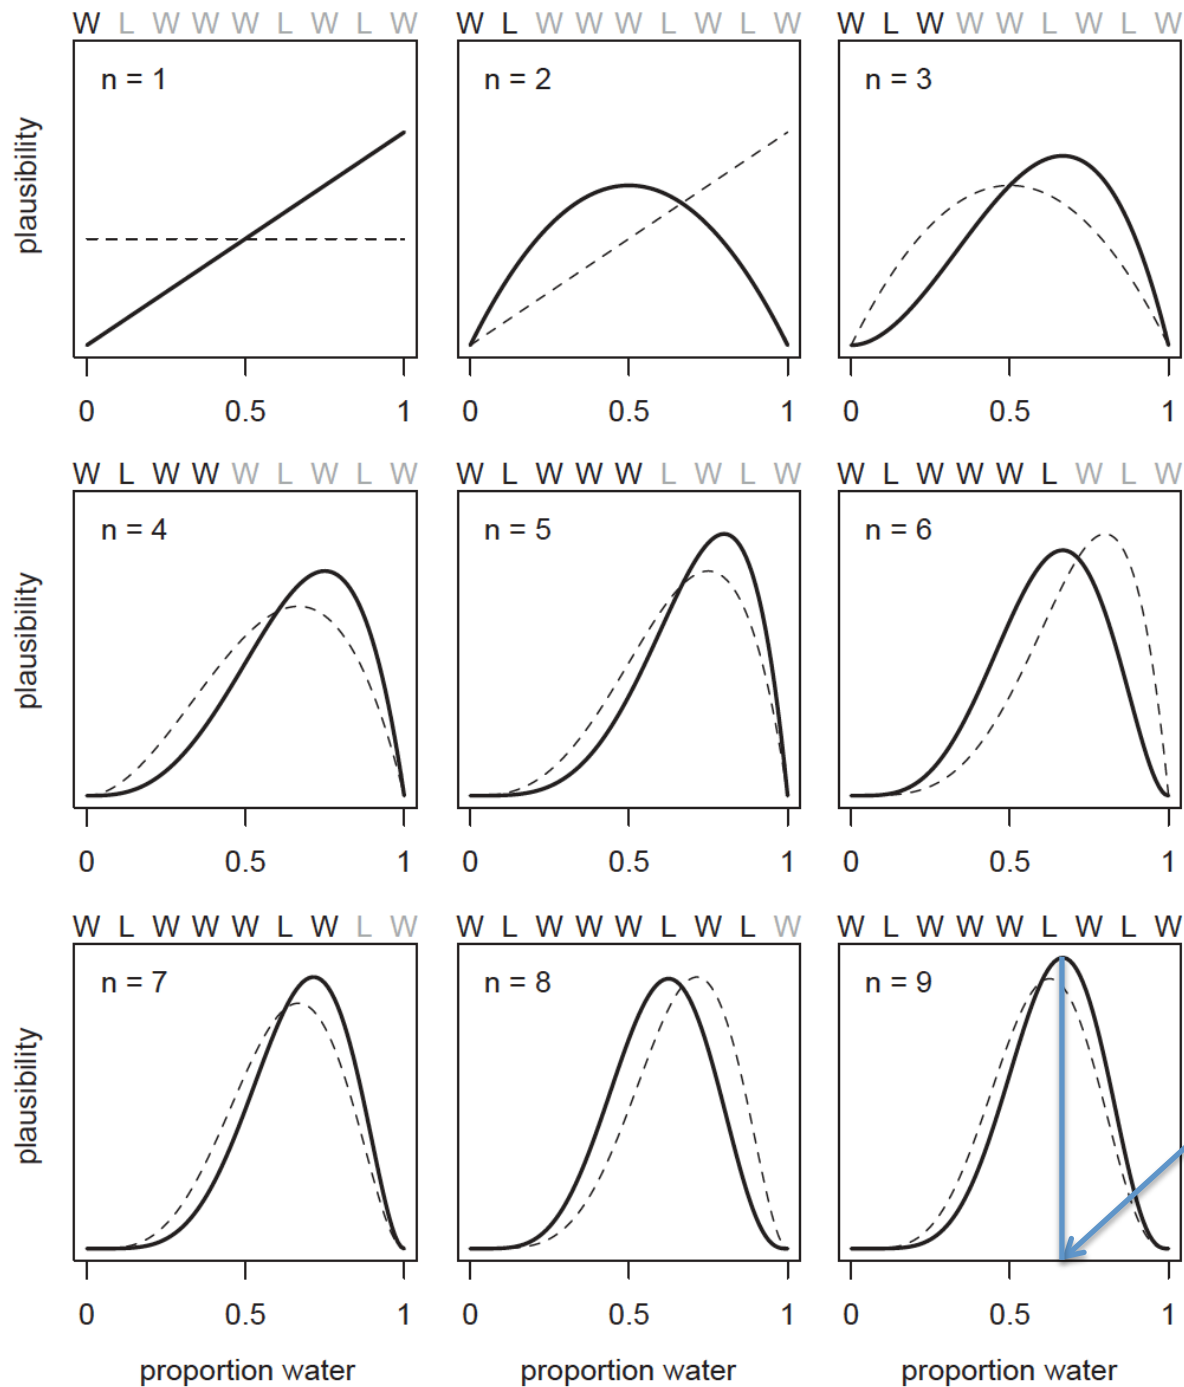 W L W W W L W L W W L W W W L W L W W L W W W L W L W
n = 1 n = 2 n = 3
plausibility
0 0.5 1 0 0.5 1 0 0.5 1
W L W W W L W L W W L W W W L W L W W L W W W L W L W
n = 4 n = 5 n = 6
plausibility
0 0.5 1 0 0.5 1 0 0.5 1
W L W W W L W L W W L W W W L W L W W L W W W L W L W
n = 7 n = 8 n = 9
plausibility
0 0.5 1 0 0.5 1 0 0.5 1
proportion water proportion water proportion water